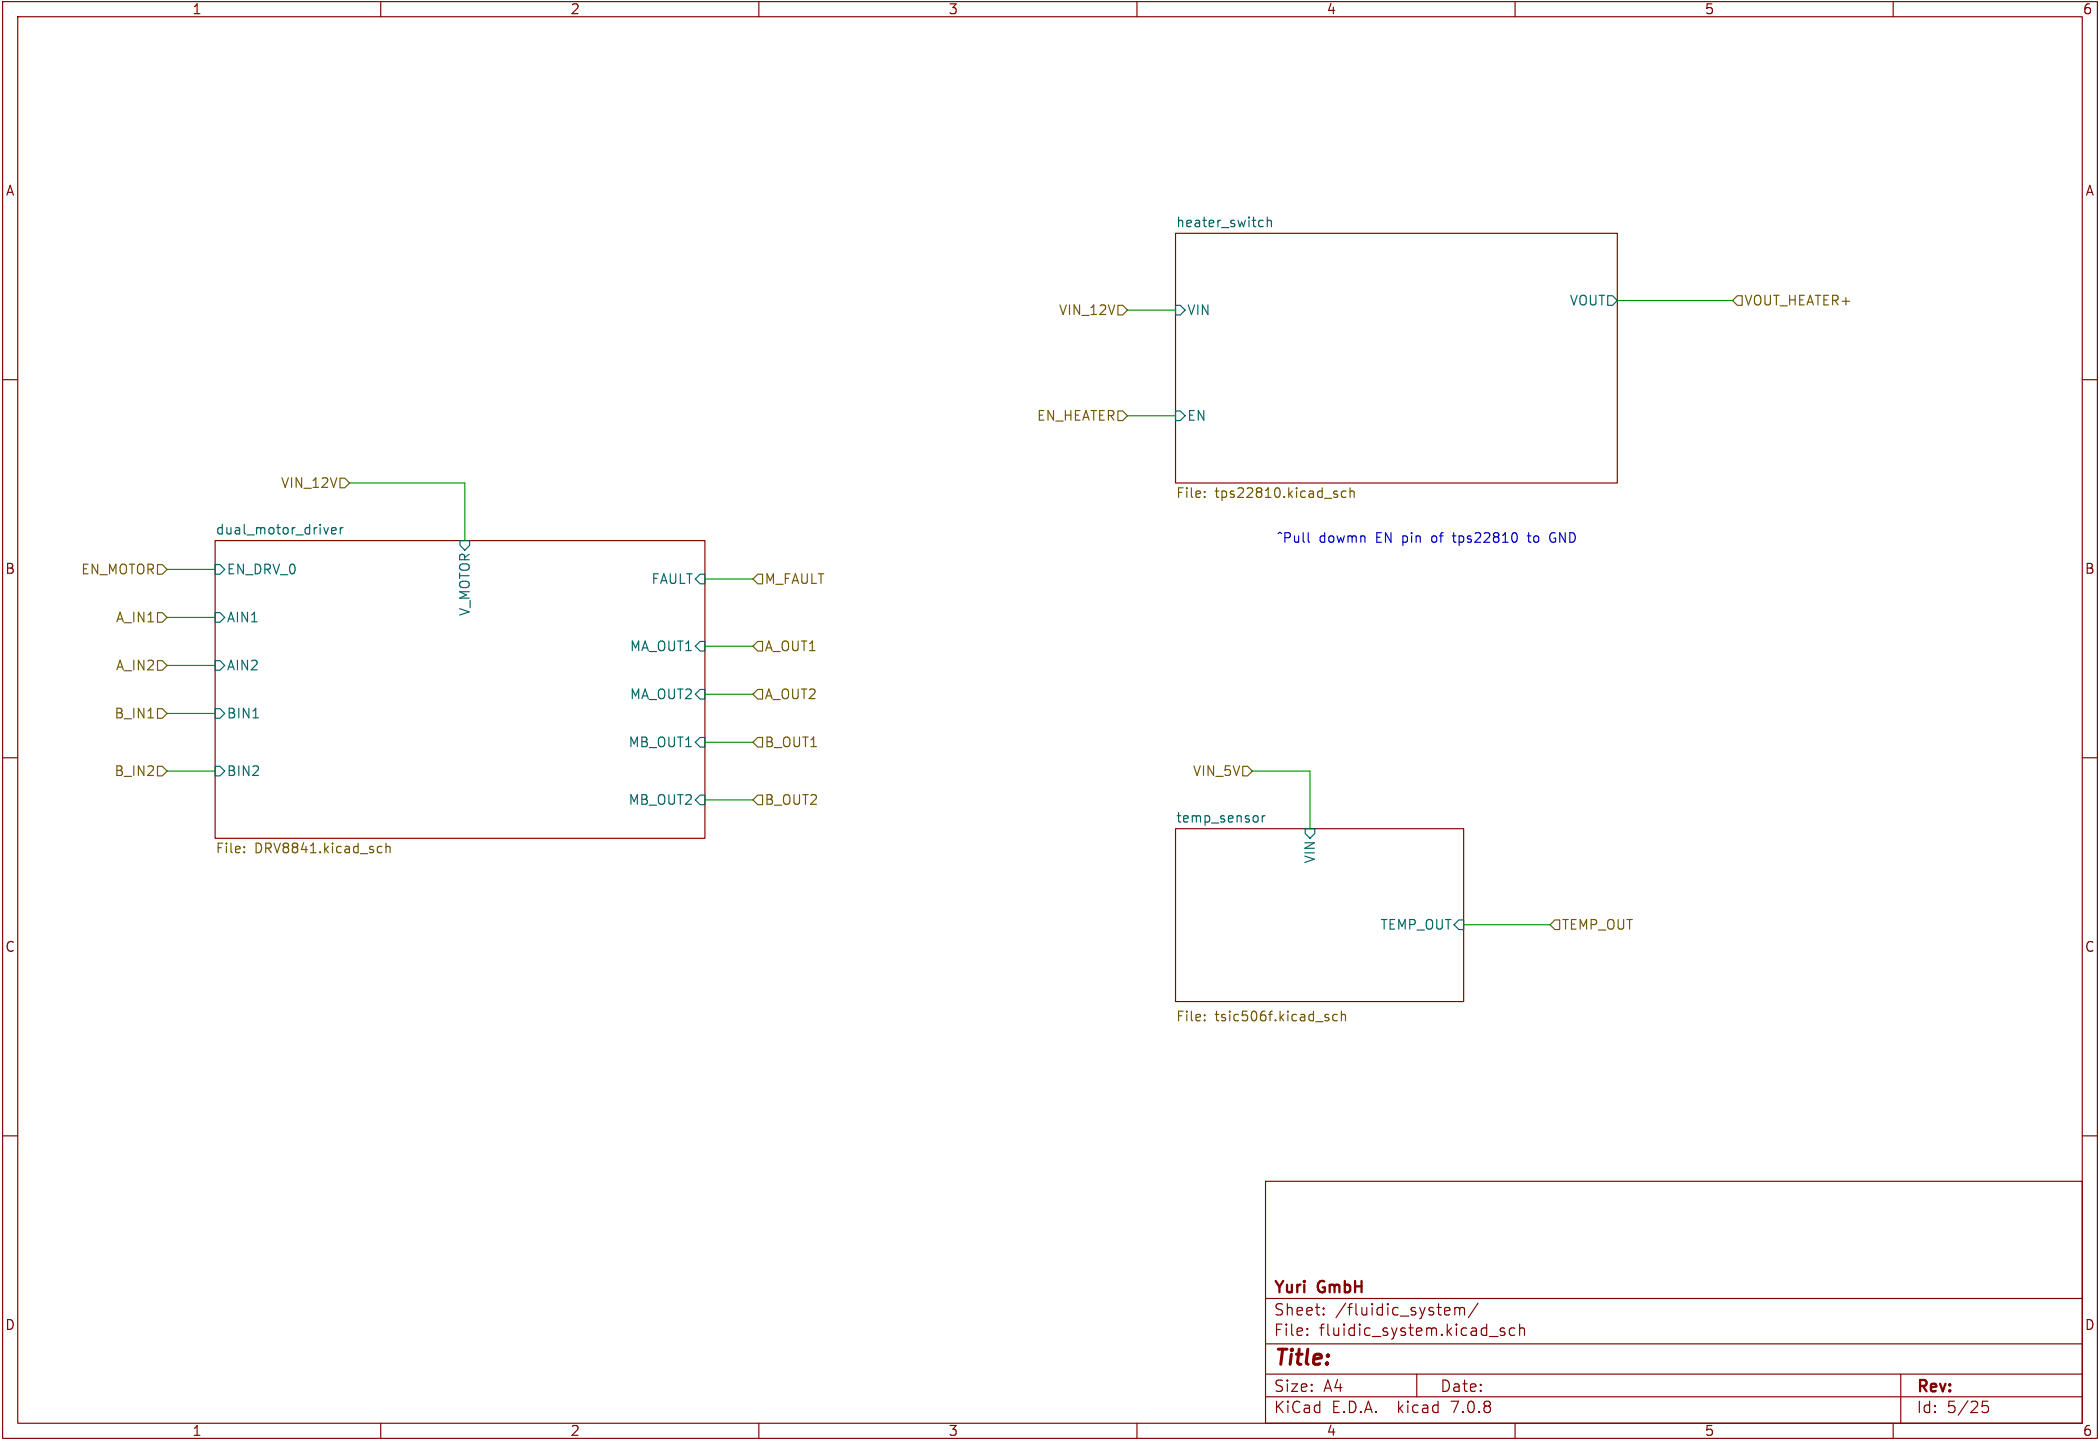 1 2 3 4 5 6
A A
B B
C C
D D
heater_switch
VIN_12V VIN VOUT VOUT_HEATER+
EN_HEATER EN
File: tps22810.kicad_sch
^Pull dowmn EN pin of tps22810 to GND
VIN_12V
dual_motor_driver
V_MOTOR
EN_MOTOR EN_DRV_0 FAULT M_FAULT
A_IN1 AIN1 MA_OUT1 A_OUT1
A_IN2 AIN2 MA_OUT2 A_OUT2
B_IN1 BIN1 MB_OUT1 B_OUT1
B_IN2 BIN2 MB_OUT2 B_OUT2
File: DRV8841.kicad_sch
VIN_5V
temp_sensor
VIN
TEMP_OUT TEMP_OUT
File: tsic506f.kicad_sch
Yuri GmbH
Sheet: /fluidic_system/
File: fluidic_system.kicad_sch
Title:
Size: A4 Date: Rev:
KiCad E.D.A. kicad 7.0.8 Id: 5/25
1 2 3 4 5 6